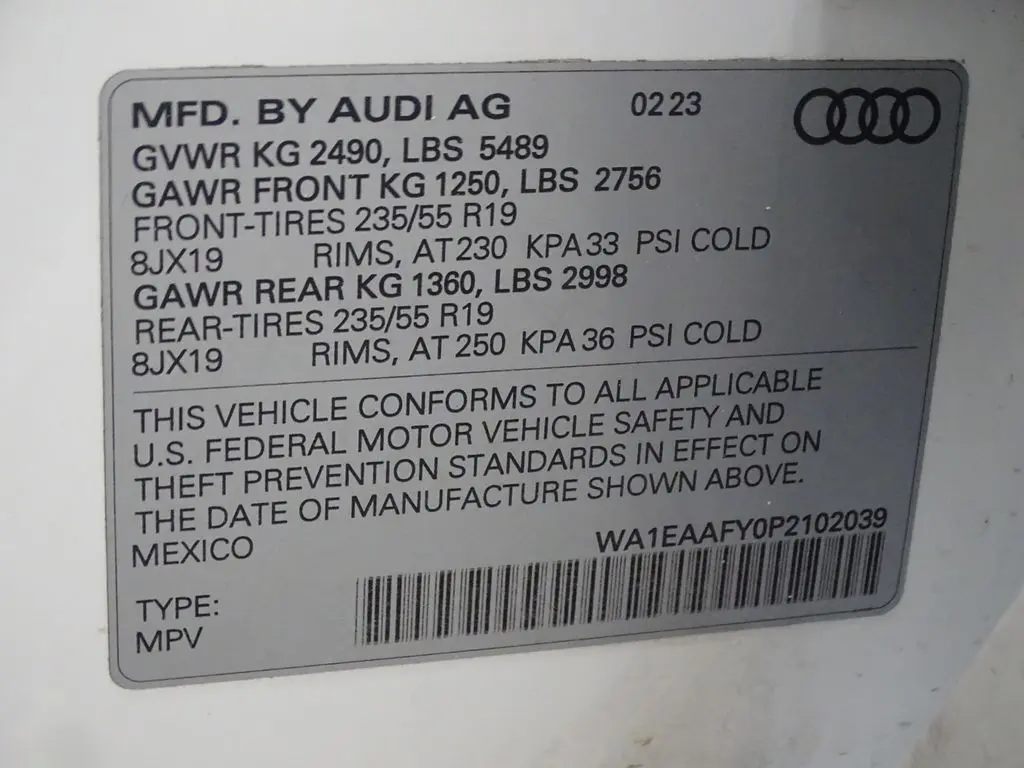 MFD. BY AUDI AG 02 23
GVWR KG 2490, LBS 5489
GAWR FRONT KG 1250, LBS 2756
FRONT-TIRES 235/55 R19
8JX19 RIMS, AT 230 KPA 33 PSI COLD
GAWR REAR KG 1360, LBS 2998
REAR-TIRES 235/55 R19
8JX19 RIMS, AT 250 KPA 36 PSI COLD
THIS VEHICLE CONFORMS TO ALL APPLICABLE
U.S. FEDERAL MOTOR VEHICLE SAFETY AND
THEFT PREVENTION STANDARDS IN EFFECT ON
THE DATE OF MANUFACTURE SHOWN ABOVE.
MEXICO
WA1EAAFY0P2102039
TYPE:
MPV